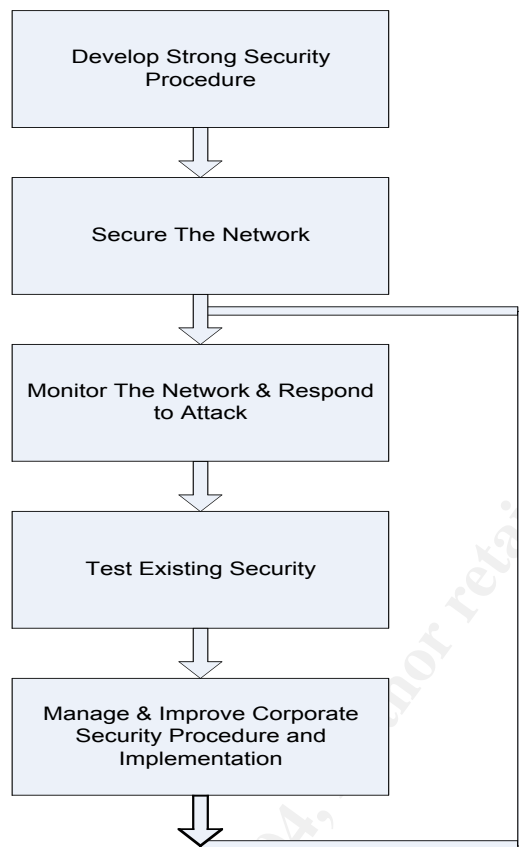 Develop Strong Security
Procedure
Secure The Network
Monitor The Network & Respond
to Attack
Test Existing Security
Manage & Improve Corporate
Security Procedure and
Implementation